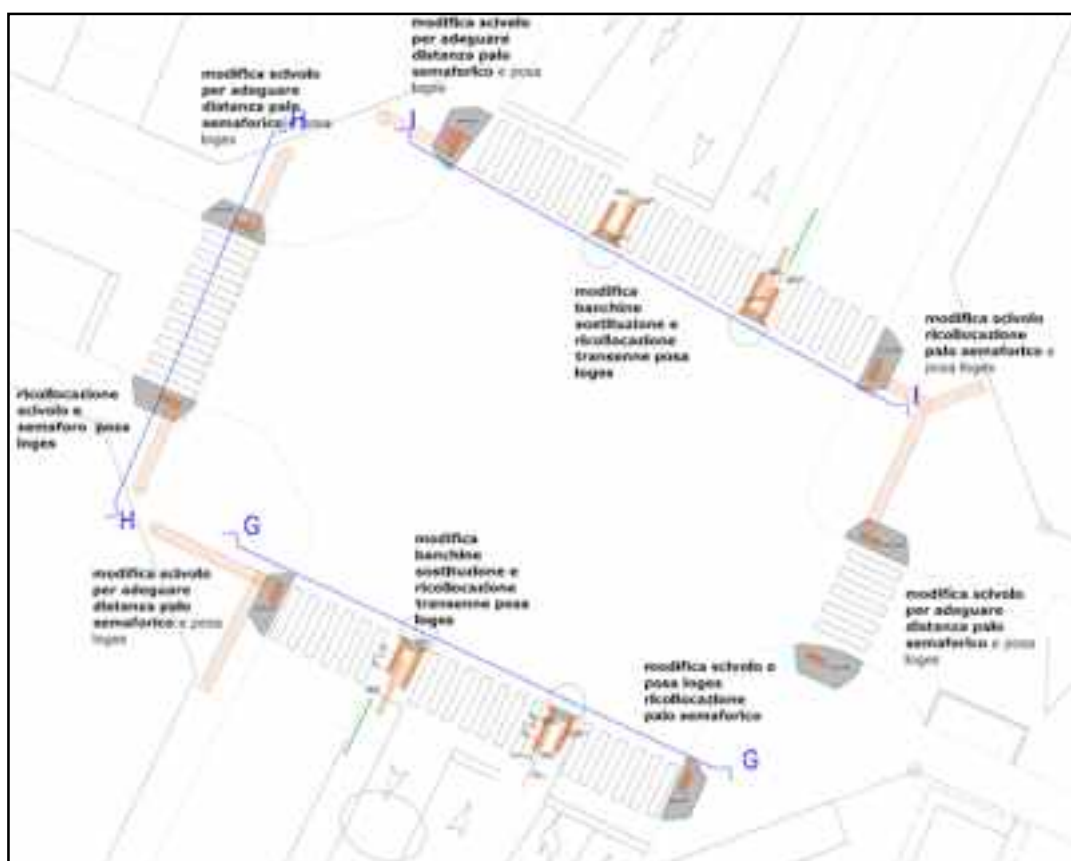 modifica scivolo
per adeguare
distanza palo
semaforico e posa
loges
modifica scivolo
per adeguare
distanza palo
semaforico e posa
loges
H
J
modifica
banchine
sostituzione e
ricollocazione
transenne posa
loges
modifica scivolo
ricollocazione
palo semaforico e
posa loges
I
ricollocazione
scivolo e
semaforo posa
loges
H
G
modifica
banchine
sostituzione e
ricollocazione
transenne posa
loges
modifica scivolo
per adeguare
distanza palo
semaforico e posa
loges
modifica scivolo
per adeguare
distanza palo
semaforico e posa
loges
modifica scivolo e
posa loges
ricollocazione
palo semaforico
G